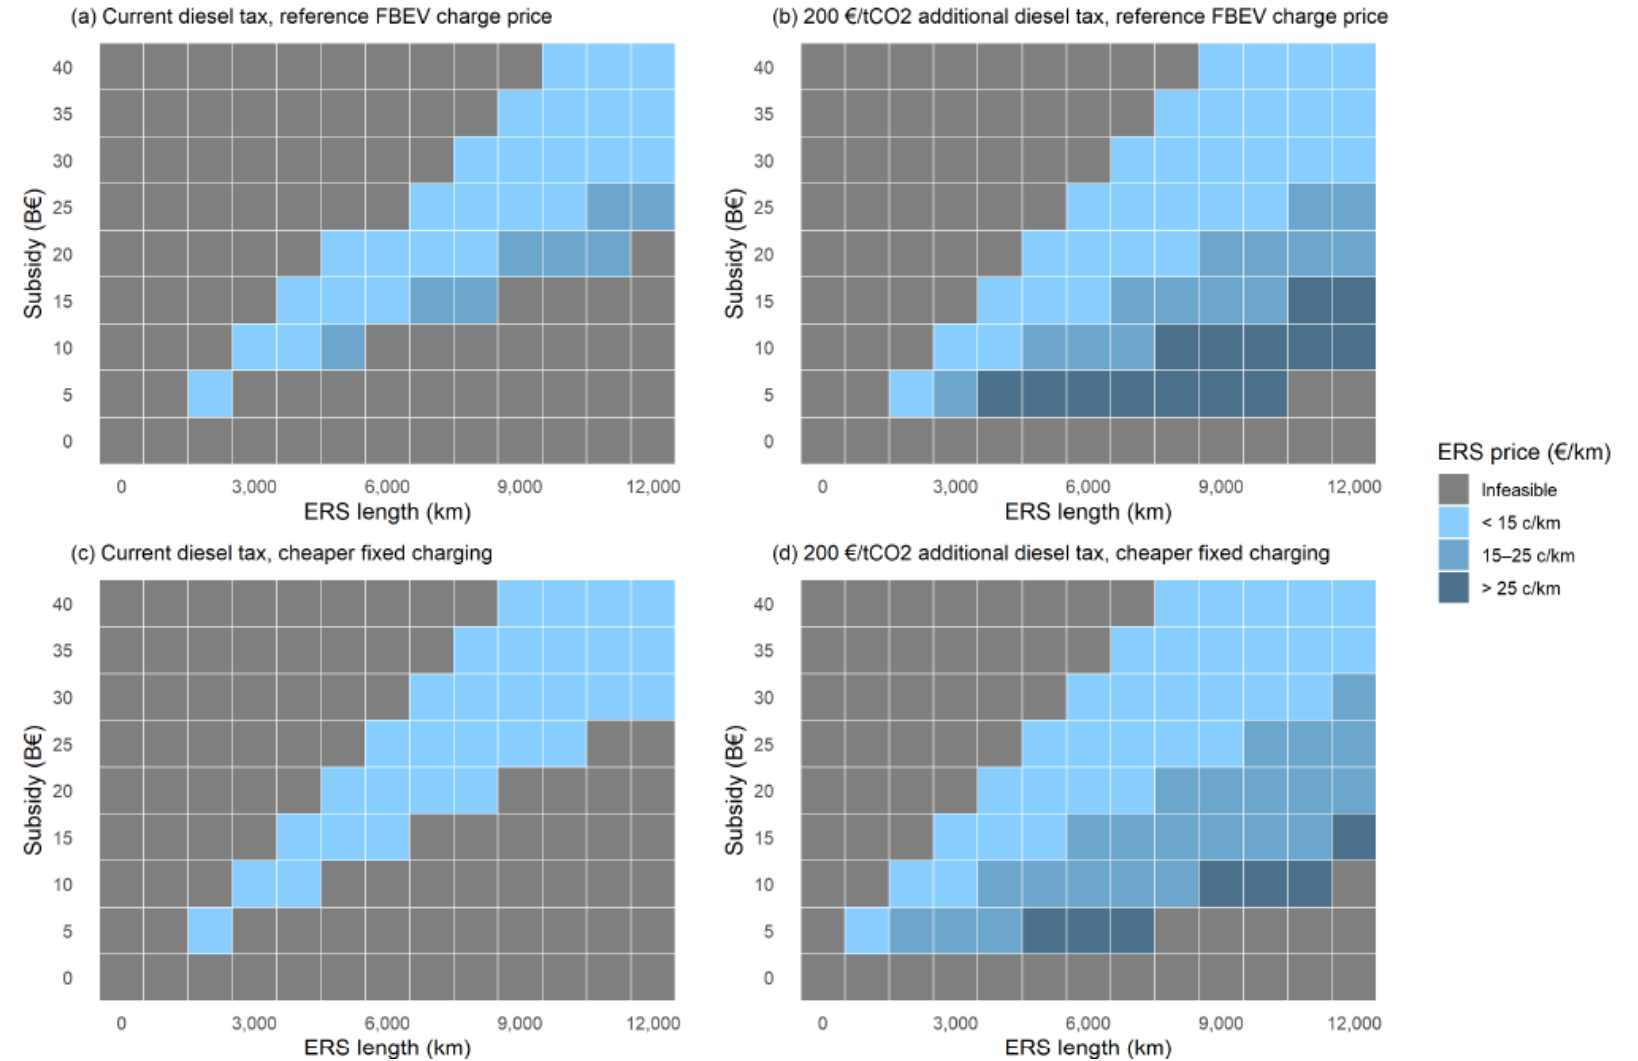 (a) Current diesel tax, reference FBEV charge price
40
35
30
25
20
15
10
5
0
Subsidy (B€)
0 3,000 6,000 9,000 12,000
ERS length (km)
(b) 200 €/tCO2 additional diesel tax, reference FBEV charge price
40
35
30
25
20
15
10
5
0
Subsidy (B€)
0 3,000 6,000 9,000 12,000
ERS length (km)
(c) Current diesel tax, cheaper fixed charging
40
35
30
25
20
15
10
5
0
Subsidy (B€)
0 3,000 6,000 9,000 12,000
ERS length (km)
(d) 200 €/tCO2 additional diesel tax, cheaper fixed charging
40
35
30
25
20
15
10
5
0
Subsidy (B€)
0 3,000 6,000 9,000 12,000
ERS length (km)
ERS price (€/km)
Infeasible
< 15 c/km
15–25 c/km
> 25 c/km